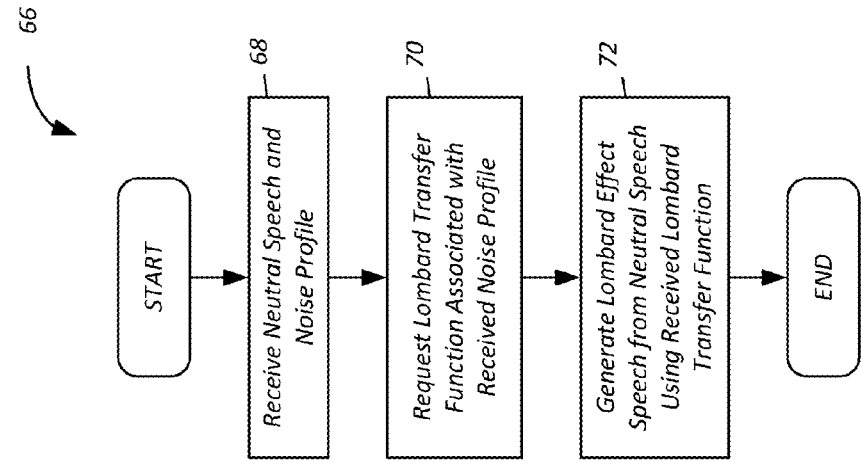 66
START
68
Receive Neutral Speech and
Noise Profile
70
Request Lombard Transfer
Function Associated with
Received Noise Profile
72
Generate Lombard Effect
Speech from Neutral Speech
Using Received Lombard
Transfer Function
END